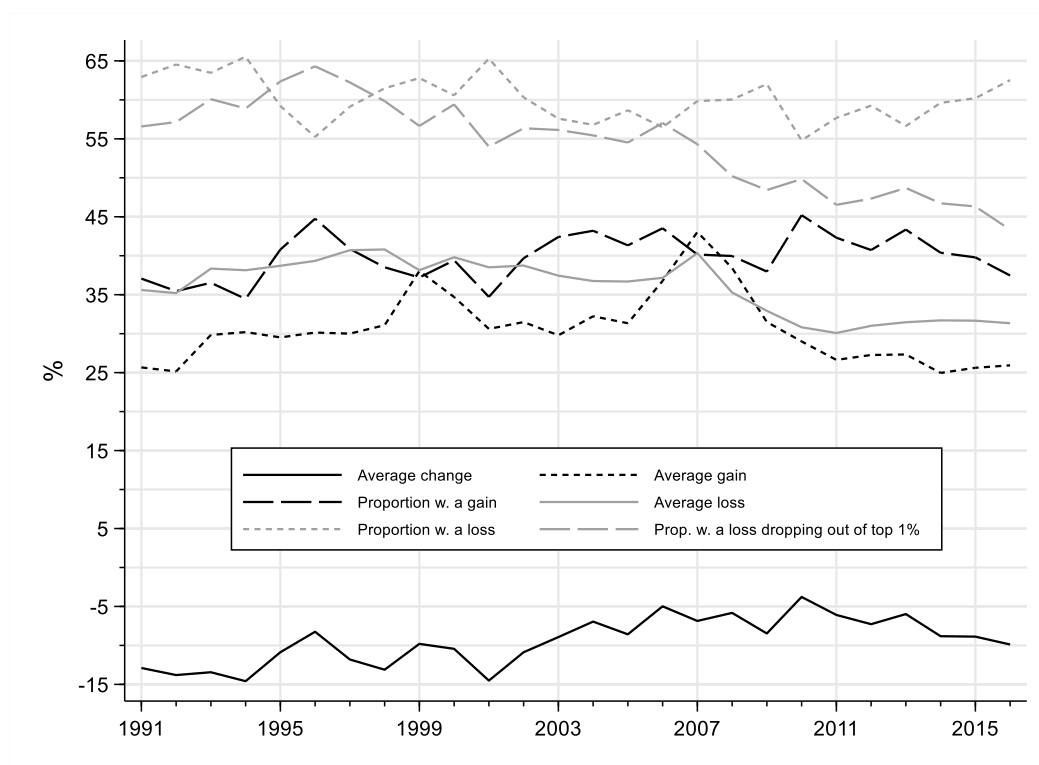 65
55
45
35
25
15
5
-5
-15
%
Average change
Average gain
Proportion w. a gain
Average loss
Proportion w. a loss
Prop. w. a loss dropping out of top 1%
1991 1995 1999 2003 2007 2011 2015